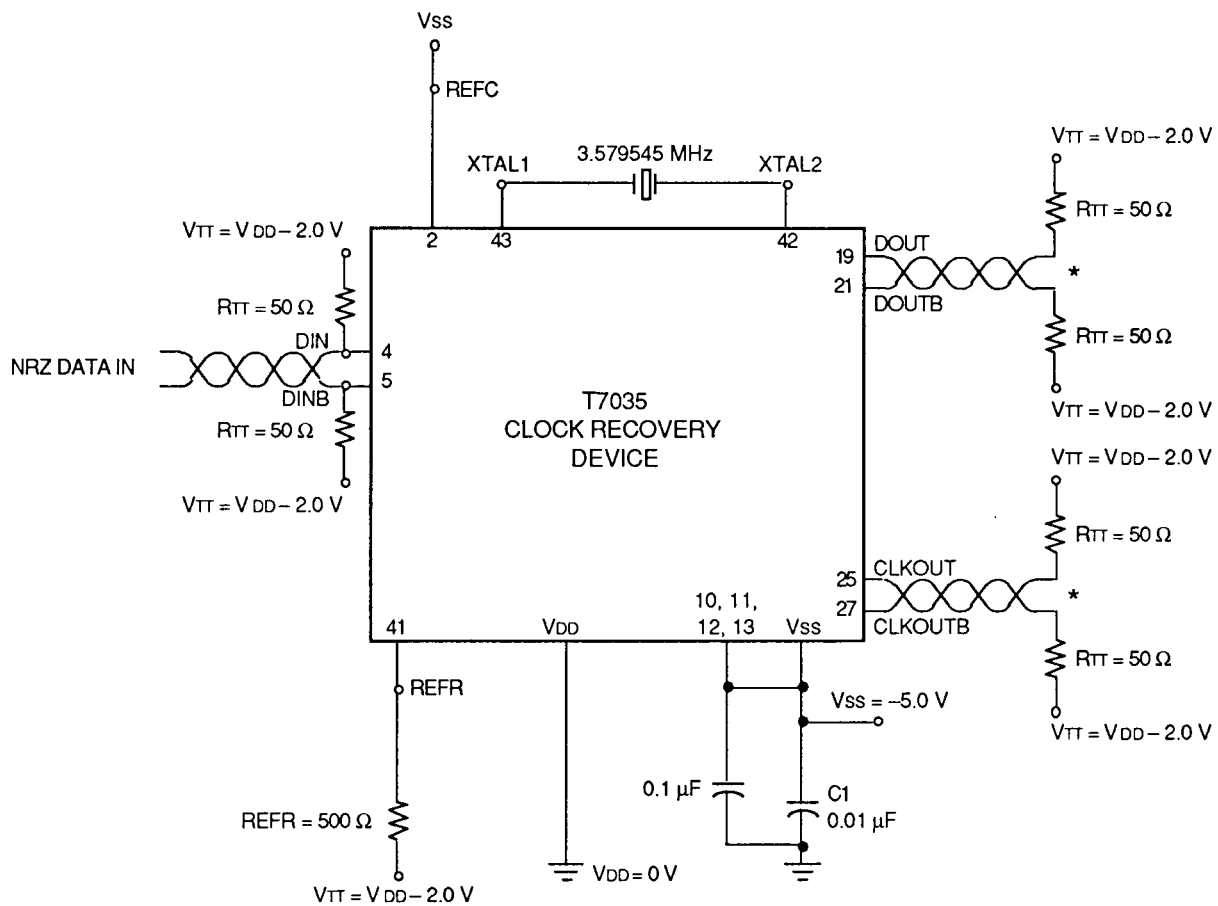 VSS
REFC
3.579545 MHz
XTAL1
XTAL2
VTT = VDD – 2.0 V
2
43
42
VTT = VDD – 2.0 V
RTT = 50 Ω
19
DOUT
*
21
DOUTB
RTT = 50 Ω
RTT = 50 Ω
DIN
4
NRZ DATA IN
5
DINB
RTT = 50 Ω
VTT = VDD – 2.0 V
VTT = VDD – 2.0 V
T7035
CLOCK RECOVERY
DEVICE
VTT = VDD – 2.0 V
RTT = 50 Ω
25
CLKOUT
*
27
CLKOUTB
RTT = 50 Ω
VTT = VDD – 2.0 V
41
VDD
10, 11,
12, 13
VSS
REFR
VSS = –5.0 V
0.1 µF
C1
0.01 µF
REFR = 500 Ω
VTT = VDD – 2.0 V
VDD = 0 V